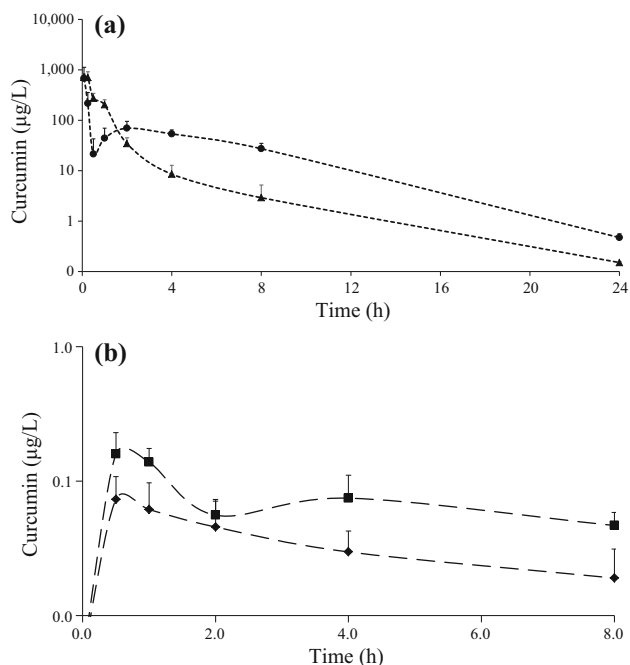 (a)
Curcumin (µg/L)
10,000
1,000
100
10
1
0
0 4 8 12 16 20 24
Time (h)
(b)
Curcumin (µg/L)
1.0
0.1
0.0
0.0 2.0 4.0 6.0 8.0
Time (h)